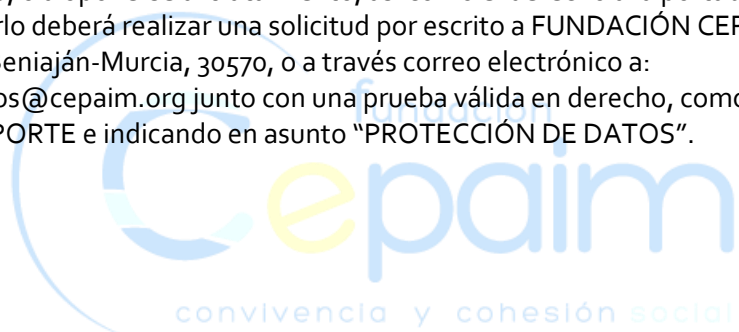 rlo deberá realizar una solicitud por escrito a FUNDACIÓN CEP
Beniaján-Murcia, 30570, o a través correo electrónico a:
os@cepaim.org junto con una prueba válida en derecho, como
PORTE e indicando en asunto “PROTECCIÓN DE DATOS”.
fundación
Cepaim
convivencia y cohesión social